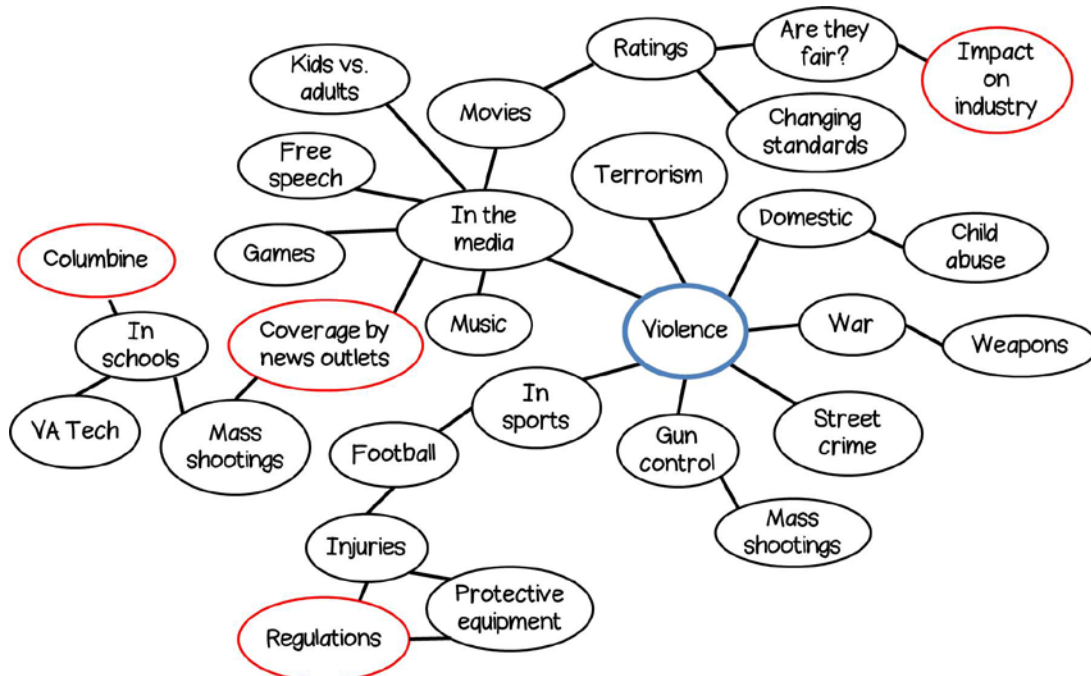 Kids vs.
adults
Movies
Ratings
Are they
fair?
Impact
on
industry
Changing
standards
Free
speech
Terrorism
In the
media
Domestic
Child
abuse
Columbine
Games
In
schools
Coverage by
news outlets
Music
Violence
War
Weapons
VA Tech
Mass
shootings
In
sports
Football
Gun
control
Street
crime
Mass
shootings
Injuries
Protective
equipment
Regulations